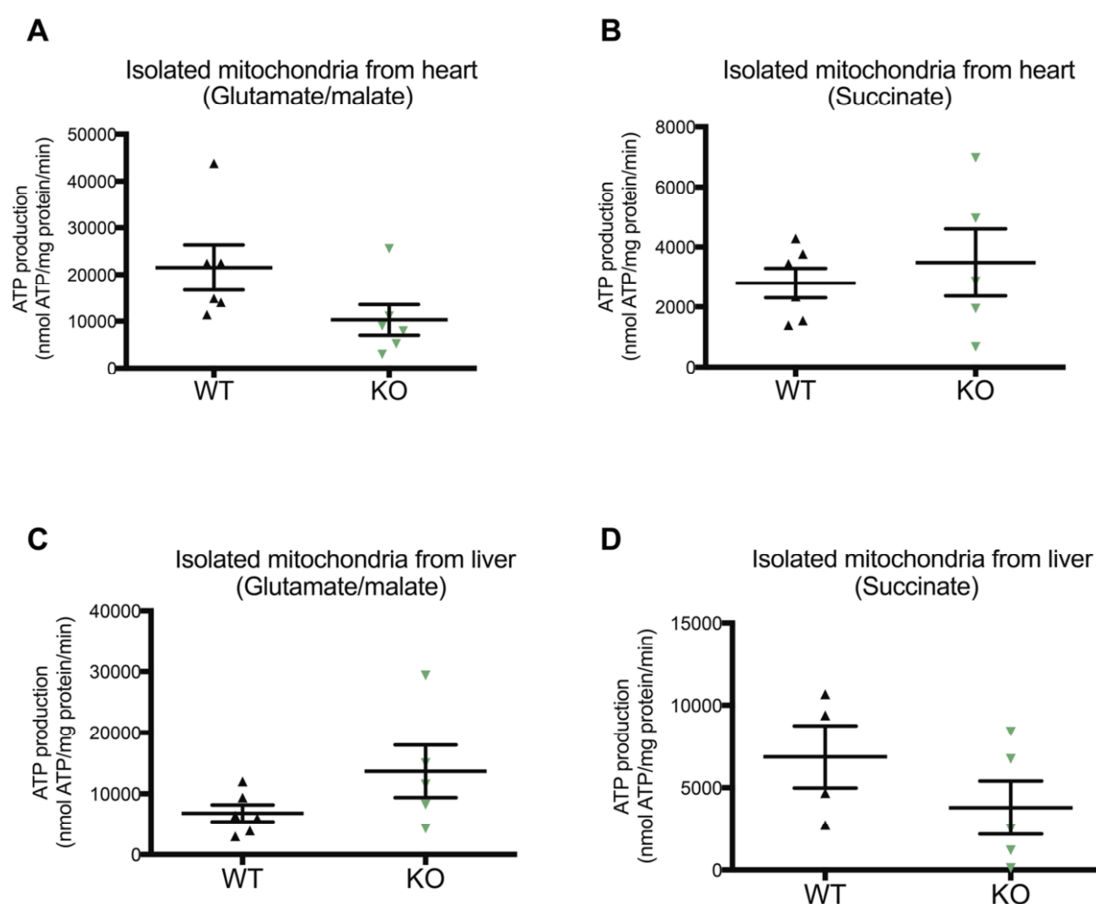 A
Isolated mitochondria from heart
(Glutamate/malate)
ATP production
(nmol ATP/mg protein/min)
50000
40000
30000
20000
10000
0
WT KO
B
Isolated mitochondria from heart
(Succinate)
ATP production
(nmol ATP/mg protein/min)
8000
6000
4000
2000
0
WT KO
C
Isolated mitochondria from liver
(Glutamate/malate)
ATP production
(nmol ATP/mg protein/min)
40000
30000
20000
10000
0
WT KO
D
Isolated mitochondria from liver
(Succinate)
ATP production
(nmol ATP/mg protein/min)
15000
10000
5000
0
WT KO